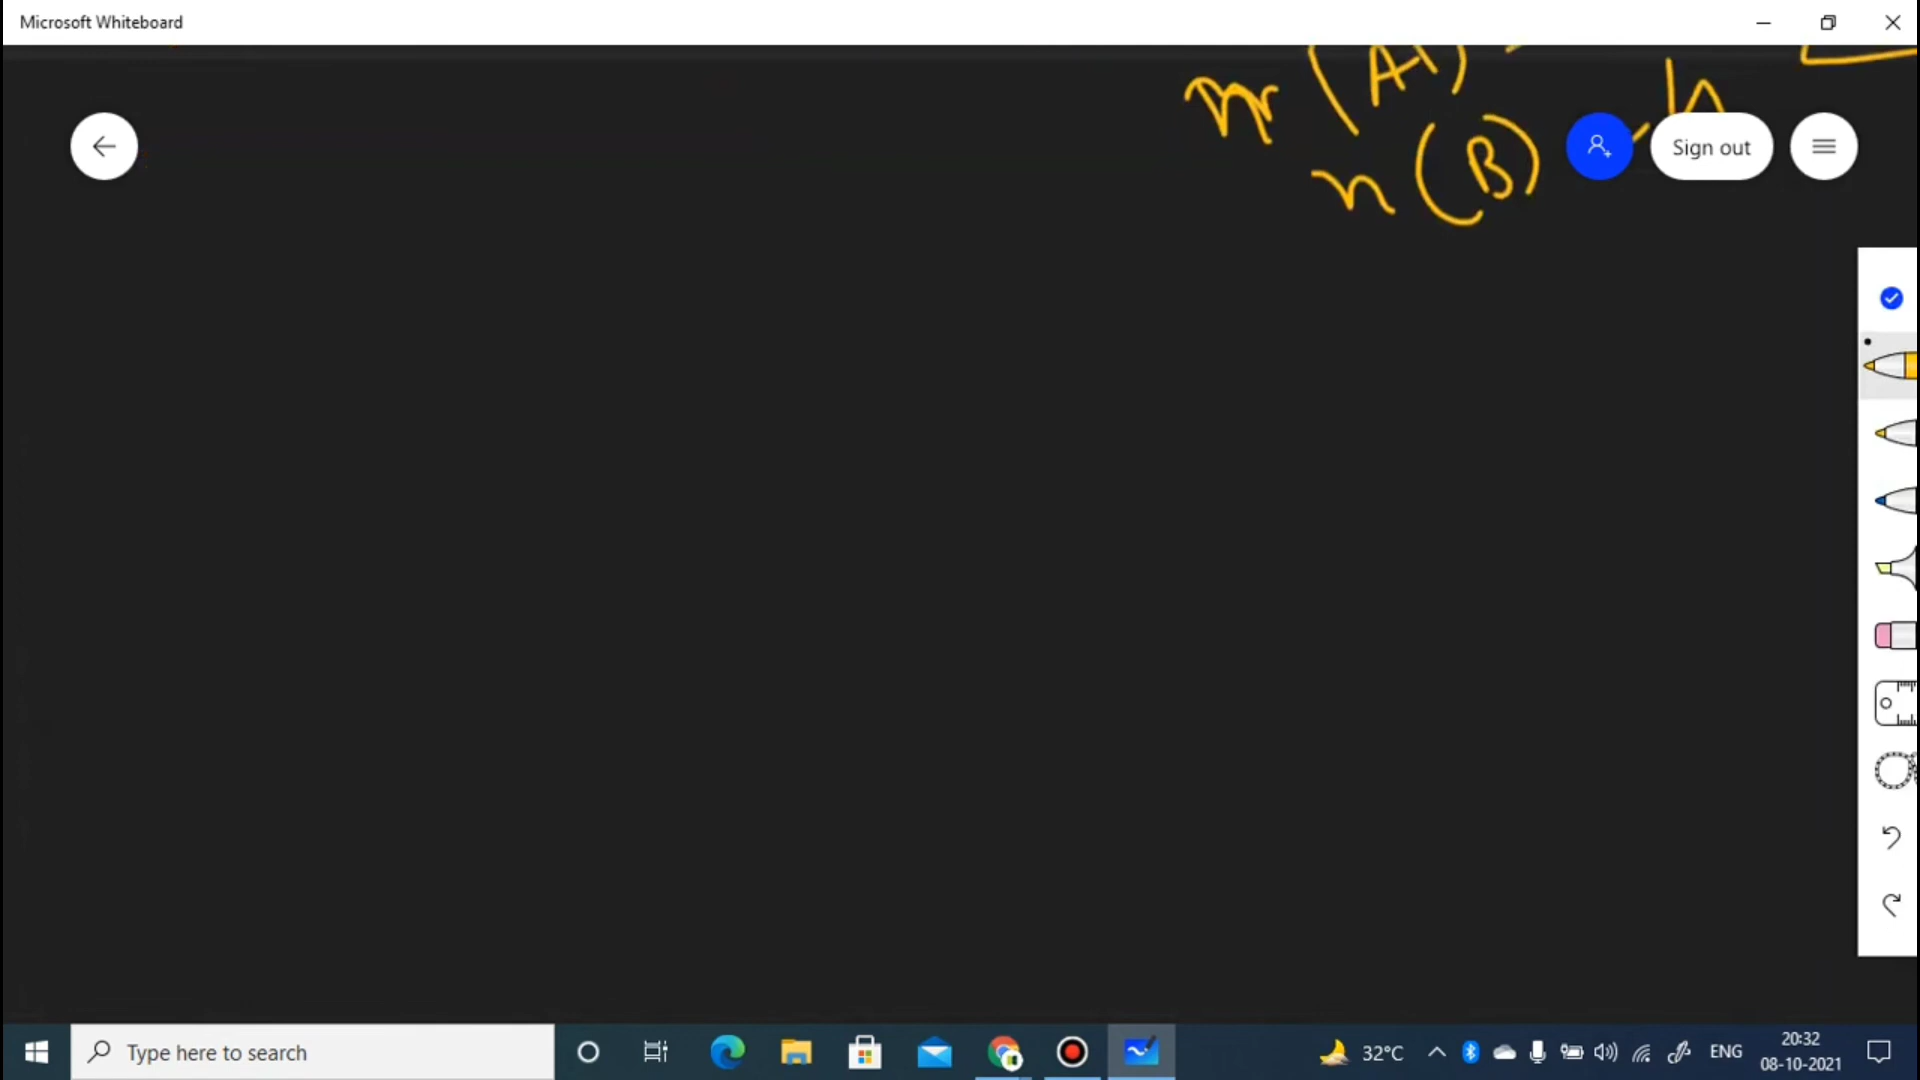 Microsoft Whiteboard
n (A) =
n (B)
Sign out
Type here to search
32°C
ENG
20:32
08-10-2021